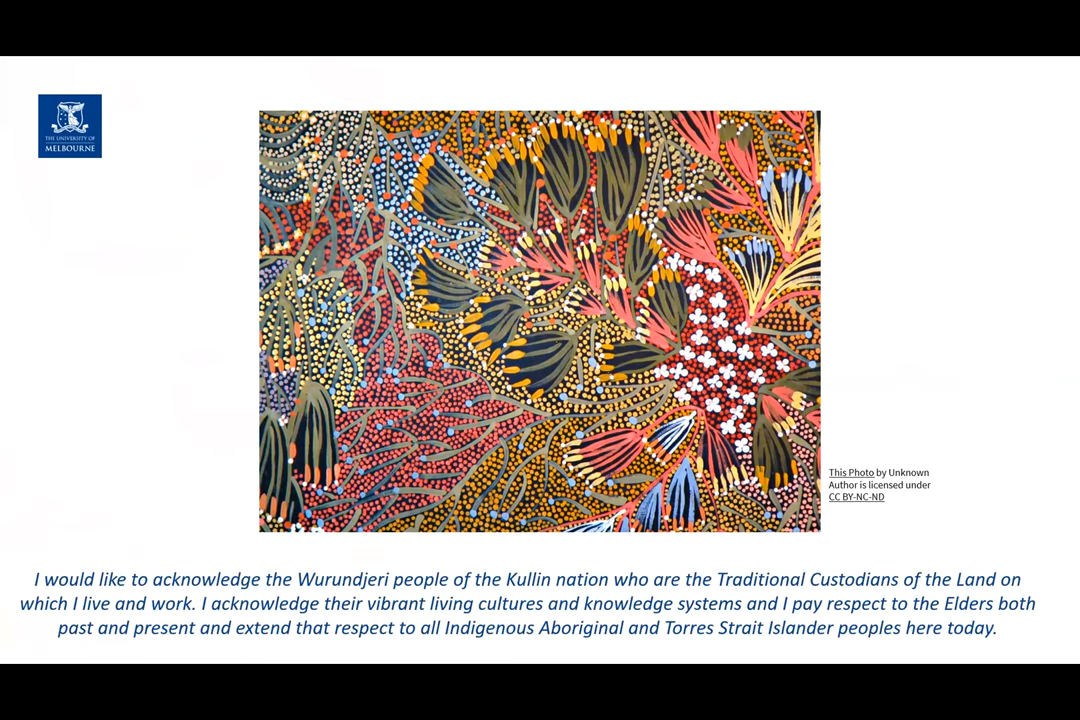 THE UNIVERSITY OF
MELBOURNE
This Photo by Unknown
Author is licensed under
CC BY-NC-ND
I would like to acknowledge the Wurundjeri people of the Kullin nation who are the Traditional Custodians of the Land on
which I live and work. I acknowledge their vibrant living cultures and knowledge systems and I pay respect to the Elders both
past and present and extend that respect to all Indigenous Aboriginal and Torres Strait Islander peoples here today.